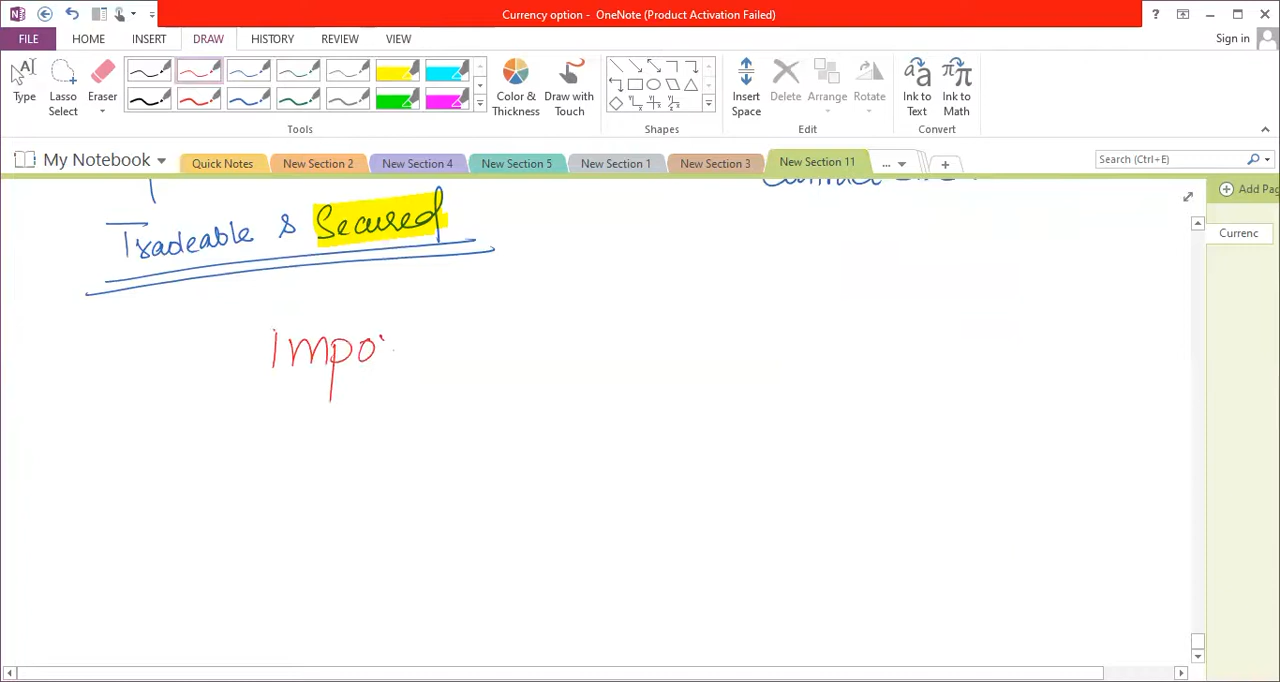 Currency option - OneNote (Product Activation Failed)
?
FILE HOME INSERT DRAW HISTORY REVIEW VIEW
Sign in
Type
Lasso Select
Eraser
Color & Thickness
Draw with Touch
Insert Space
Delete
Arrange
Rotate
Ink to Text
Ink to Math
Tools Shapes Edit Convert
My Notebook Quick Notes New Section 2 New Section 4 New Section 5 New Section 1 New Section 3 New Section 11 ... Search (Ctrl+E)
Add Pag
Currenc
Tradeable & Secured
Impo